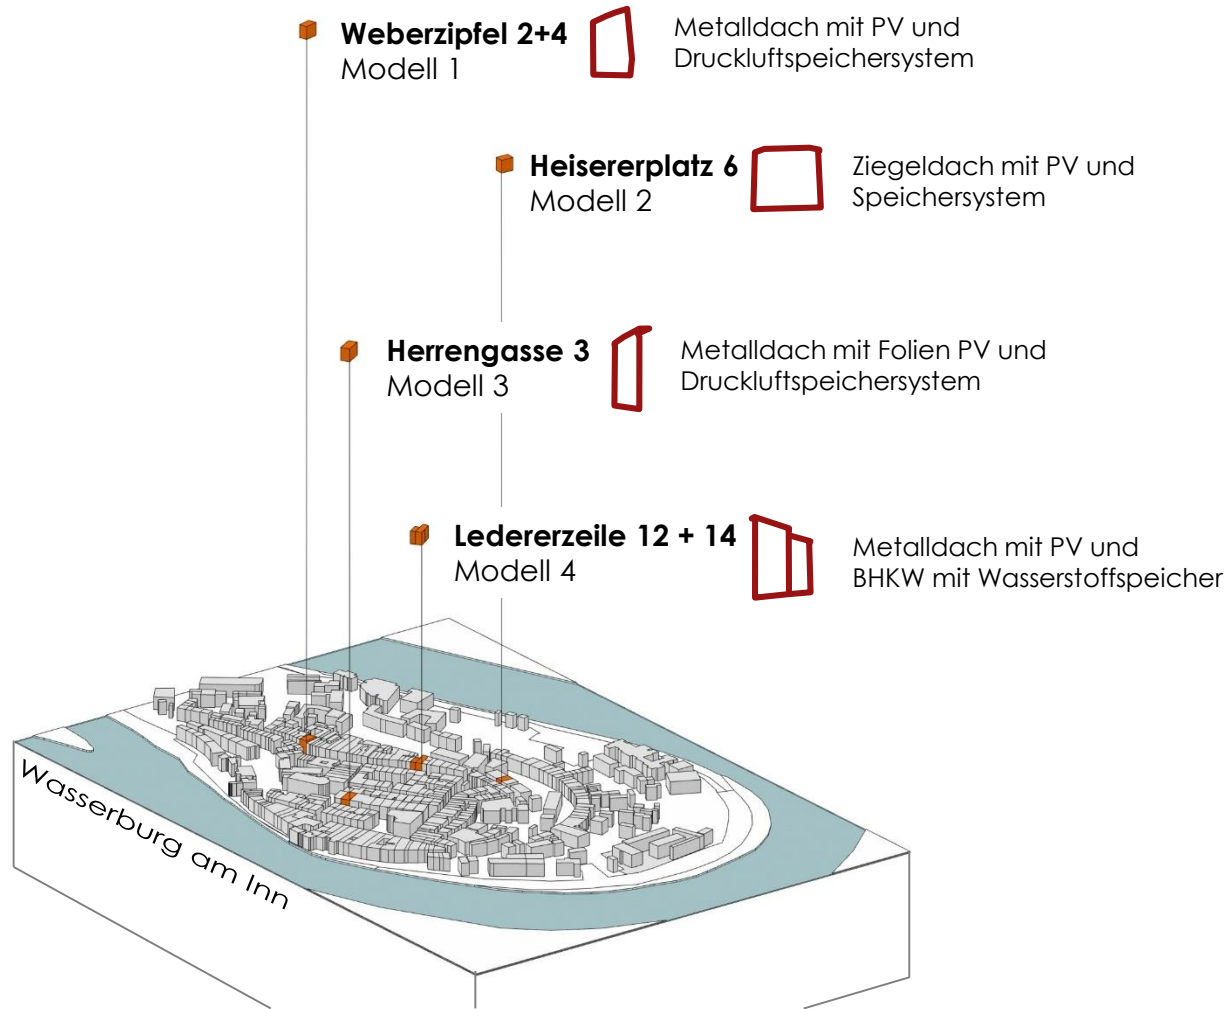 Weberzipfel 2+4
Modell 1
Metalldach mit PV und
Druckluftspeichersystem
Heisererplatz 6
Modell 2
Ziegeldach mit PV und
Speichersystem
Herrengasse 3
Modell 3
Metalldach mit Folien PV und
Druckluftspeichersystem
Ledererzeile 12 + 14
Modell 4
Metalldach mit PV und
BHKW mit Wasserstoffspeicher
Wasserburg am Inn